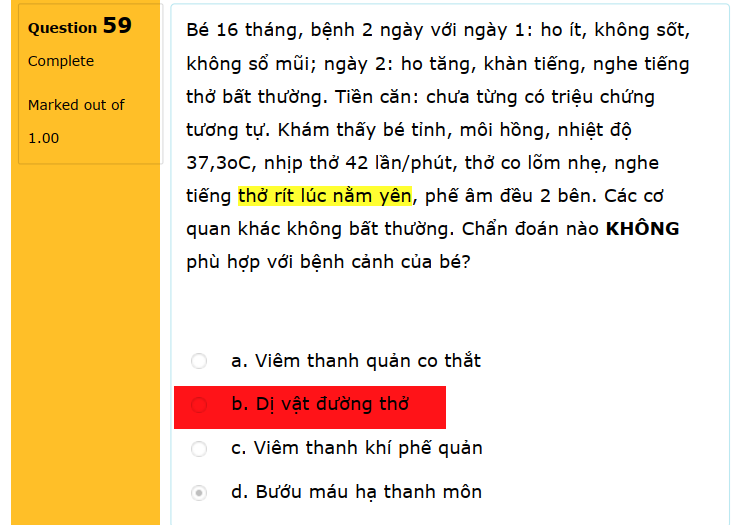 Question 59
Complete
Marked out of
1.00
Bé 16 tháng, bệnh 2 ngày với ngày 1: ho ít, không sốt,
không sổ mũi; ngày 2: ho tăng, khàn tiếng, nghe tiếng
thở bất thường. Tiền căn: chưa từng có triệu chứng
tương tự. Khám thấy bé tỉnh, môi hồng, nhiệt độ
37,3oC, nhịp thở 42 lần/phút, thở co lõm nhẹ, nghe
tiếng thở rít lúc nằm yên, phế âm đều 2 bên. Các cơ
quan khác không bất thường. Chẩn đoán nào KHÔNG
phù hợp với bệnh cảnh của bé?
a. Viêm thanh quản co thắt
b. Dị vật đường thở
c. Viêm thanh khí phế quản
d. Bướu máu hạ thanh môn